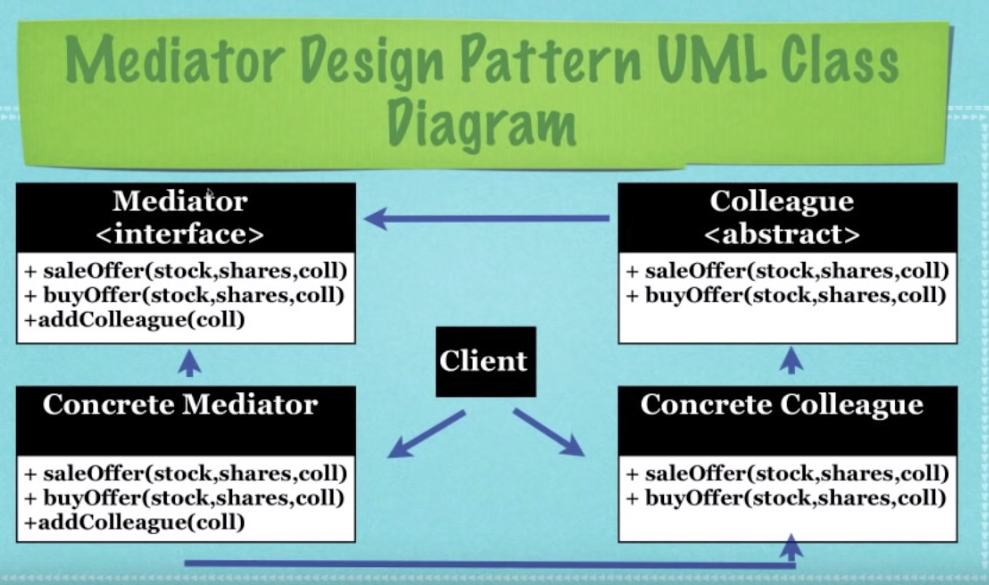 Mediator Design Pattern UML Class
Diagram
Mediator
<interface>
+ saleOffer(stock,shares,coll)
+ buyOffer(stock,shares,coll)
+addColleague(coll)
Colleague
<abstract>
+ saleOffer(stock,shares,coll)
+ buyOffer(stock,shares,coll)
Client
Concrete Mediator
+ saleOffer(stock,shares,coll)
+ buyOffer(stock,shares,coll)
+addColleague(coll)
Concrete Colleague
+ saleOffer(stock,shares,coll)
+ buyOffer(stock,shares,coll)